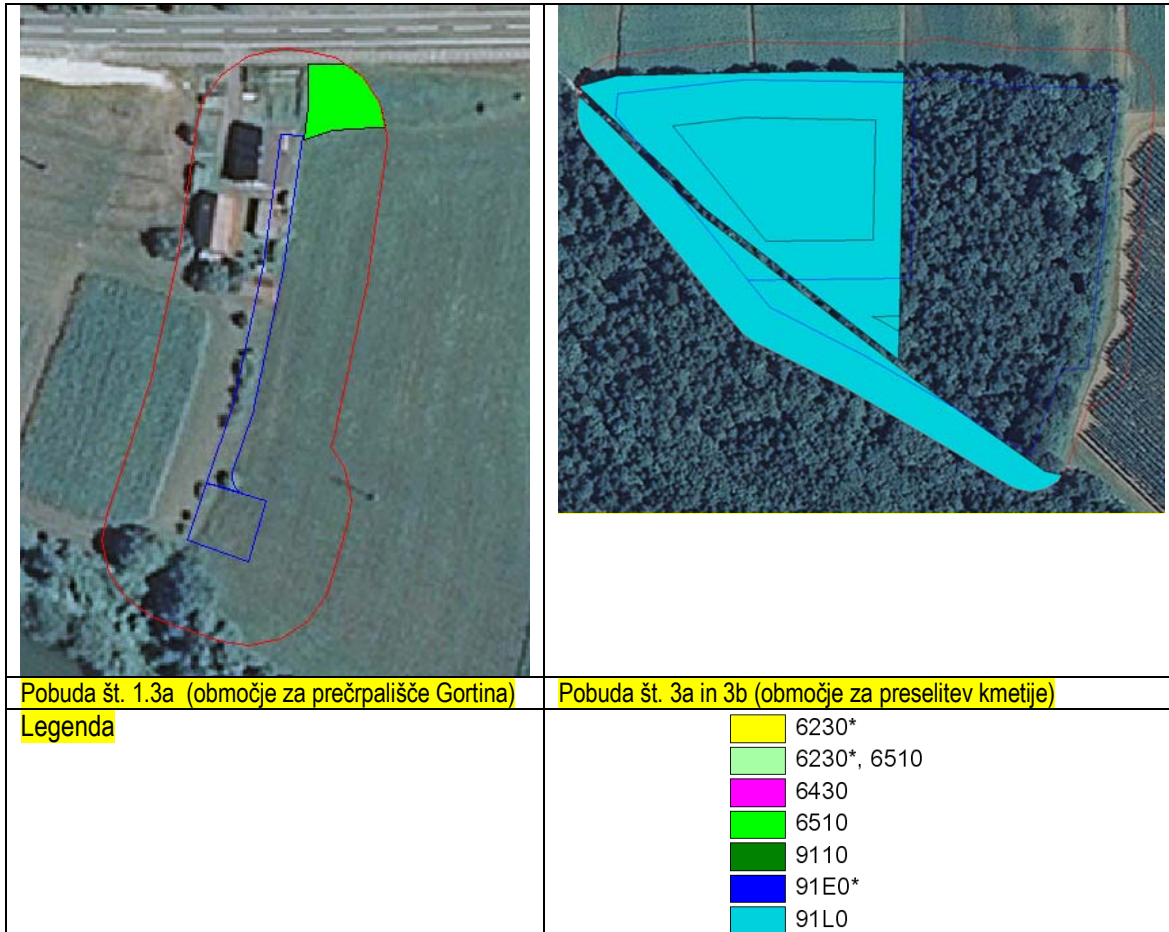 Pobuda št. 1.3a (območje za prečrpališče Gortina)
Pobuda št. 3a in 3b (območje za preselitev kmetije)
Legenda
6230*
6230*, 6510
6430
6510
9110
91E0*
91L0